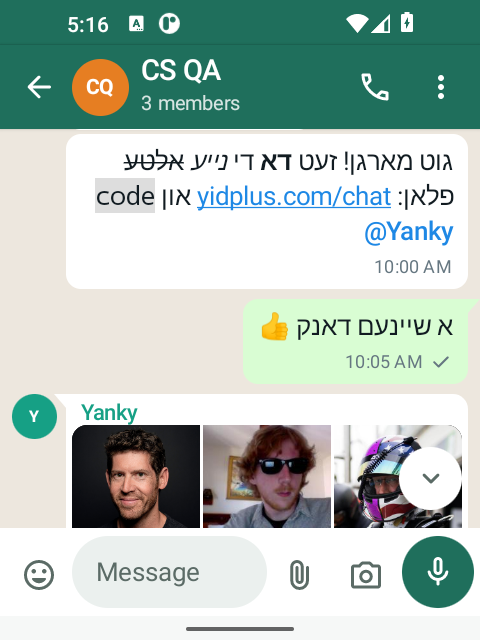 5:16
CS QA
CQ
3 members
גוט מארגן! זעט דא די נייע אלטע
פלאן: yidplus.com/chat און code
@Yanky
10:00 AM
א שיינעם דאנק 👍
10:05 AM
Y
Yanky
Message